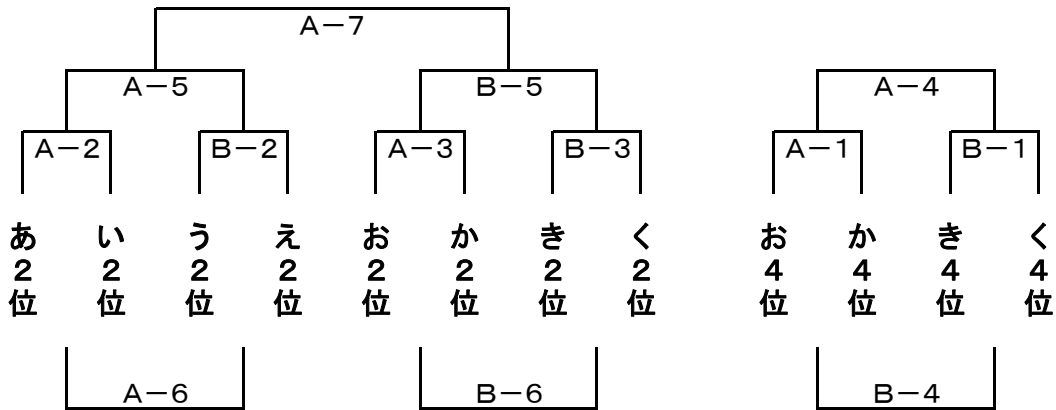 A－7
A－5 B－5 A－4
A－2 B－2 A－3 B－3 A－1 B－1
あ2位 い2位 う2位 え2位 お2位 か2位 き2位 く2位 お4位 か4位 き4位 く4位
A－6 B－6 B－4